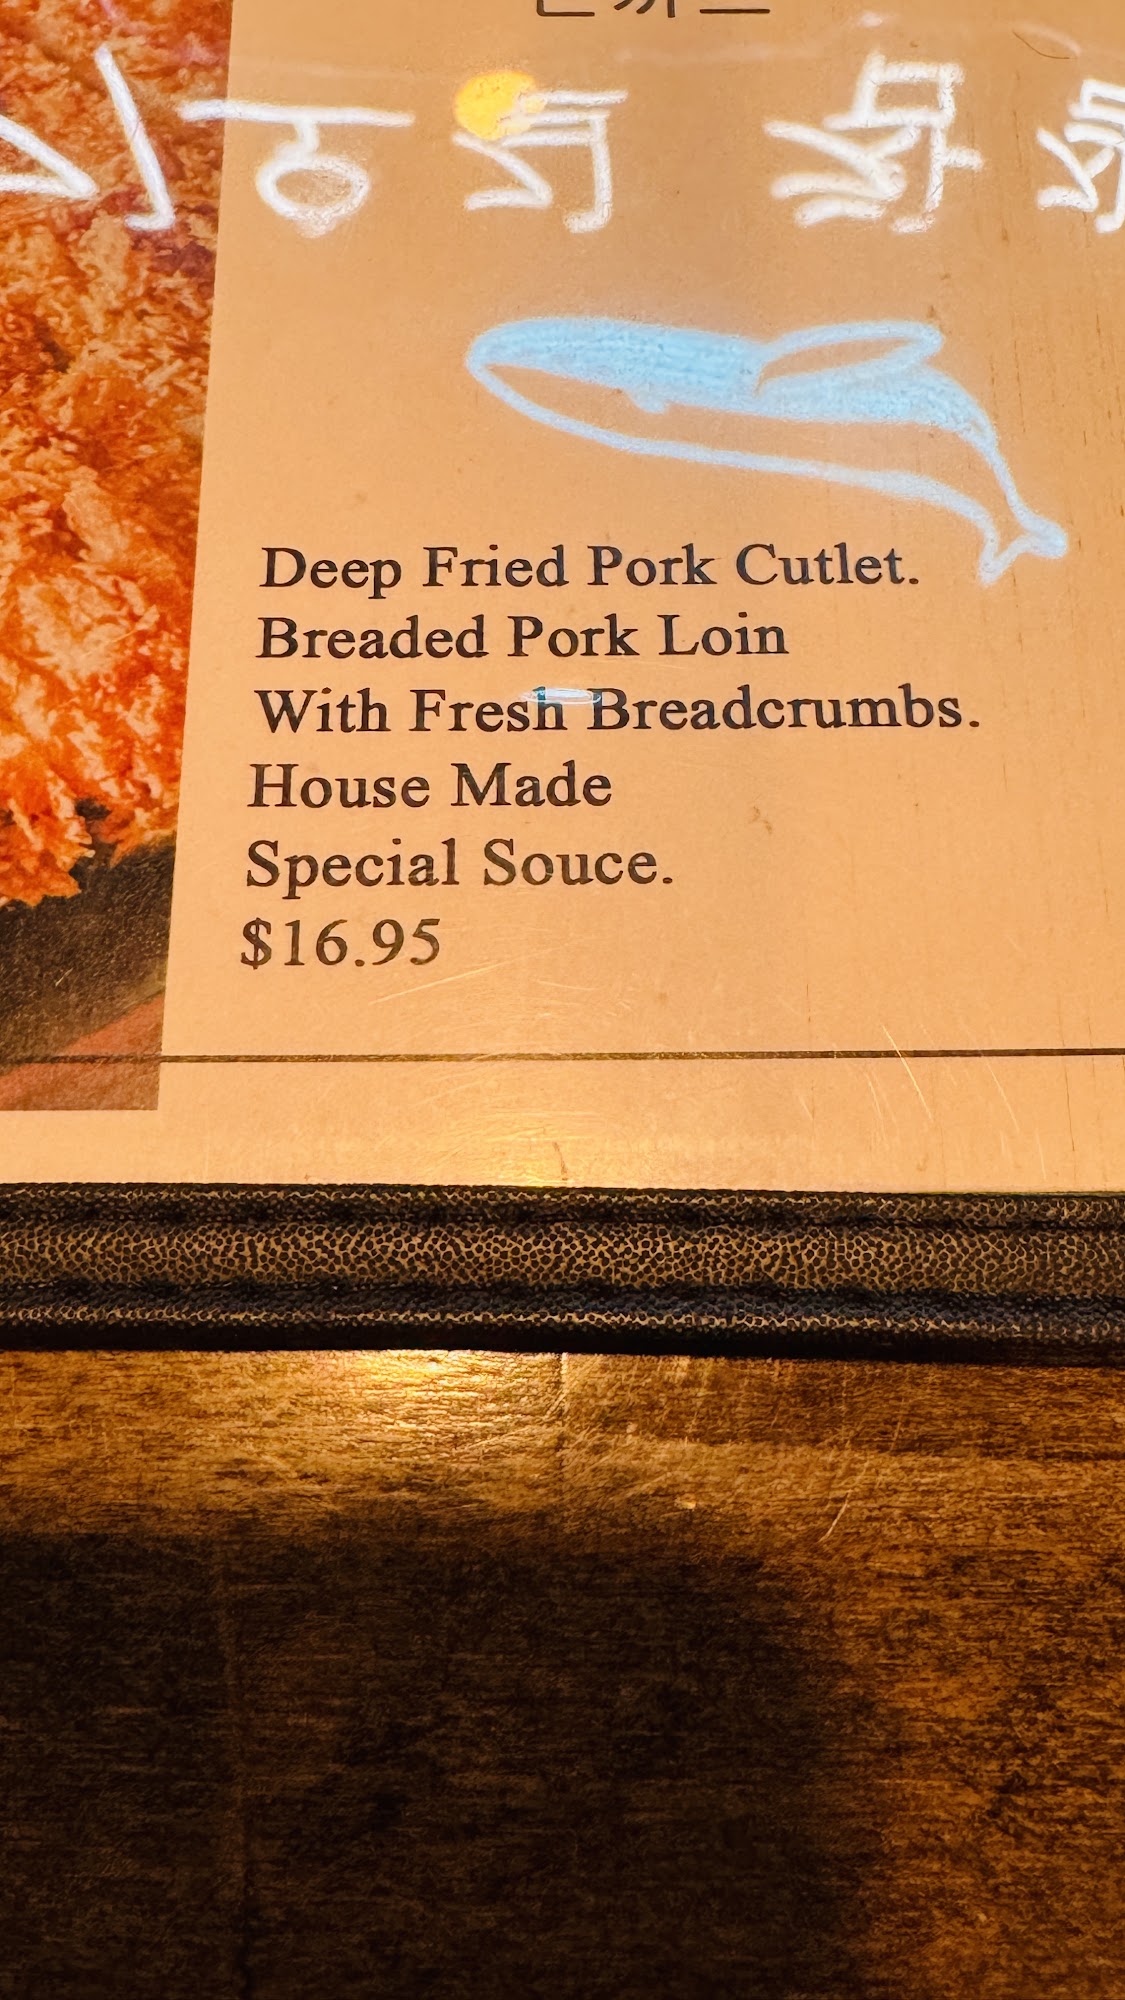 Deep Fried Pork Cutlet.
Breaded Pork Loin
With Fresh Breadcrumbs.
House Made
Special Souce.
$16.95